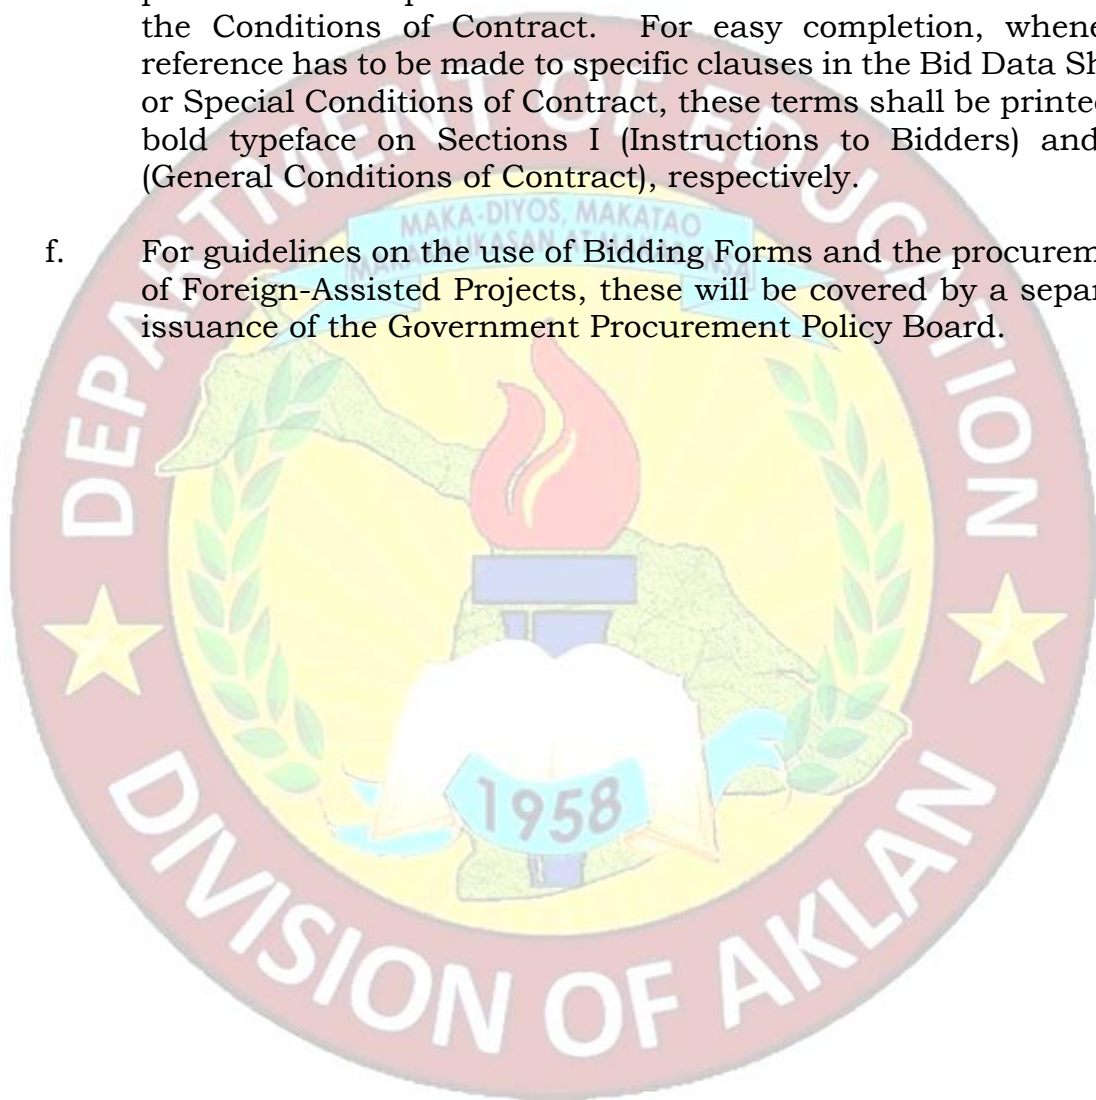 the Conditions of Contract. For easy completion, whene
reference has to be made to specific clauses in the Bid Data Sh
or Special Conditions of Contract, these terms shall be printe
bold typeface on Sections I (Instructions to Bidders) and
(General Conditions of Contract), respectively.
f. For guidelines on the use of Bidding Forms and the procurem
of Foreign-Assisted Projects, these will be covered by a separ
issuance of the Government Procurement Policy Board.
DEPARTMENT OF EDUCATION
MAKA-DIYOS, MAKATAO
1958
DIVISION OF AKLAN